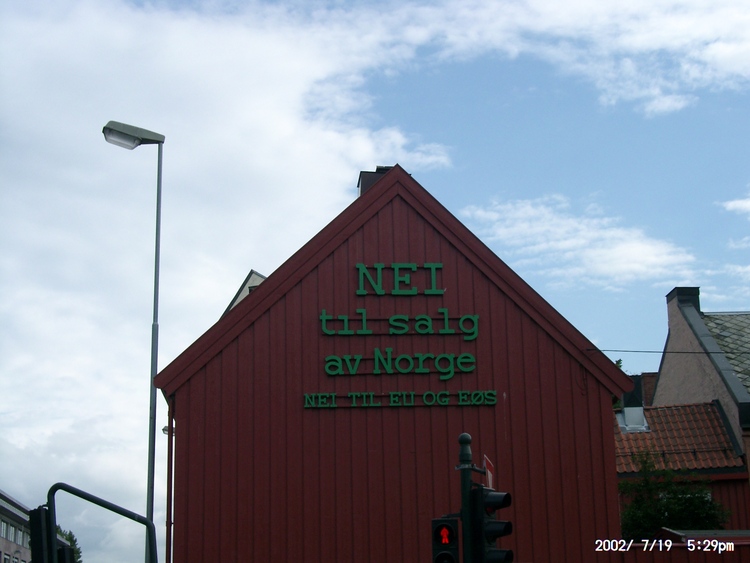 NEI
til salg
av Norge
NEI TIL EU OG EØS
2002/ 7/19 5:29pm